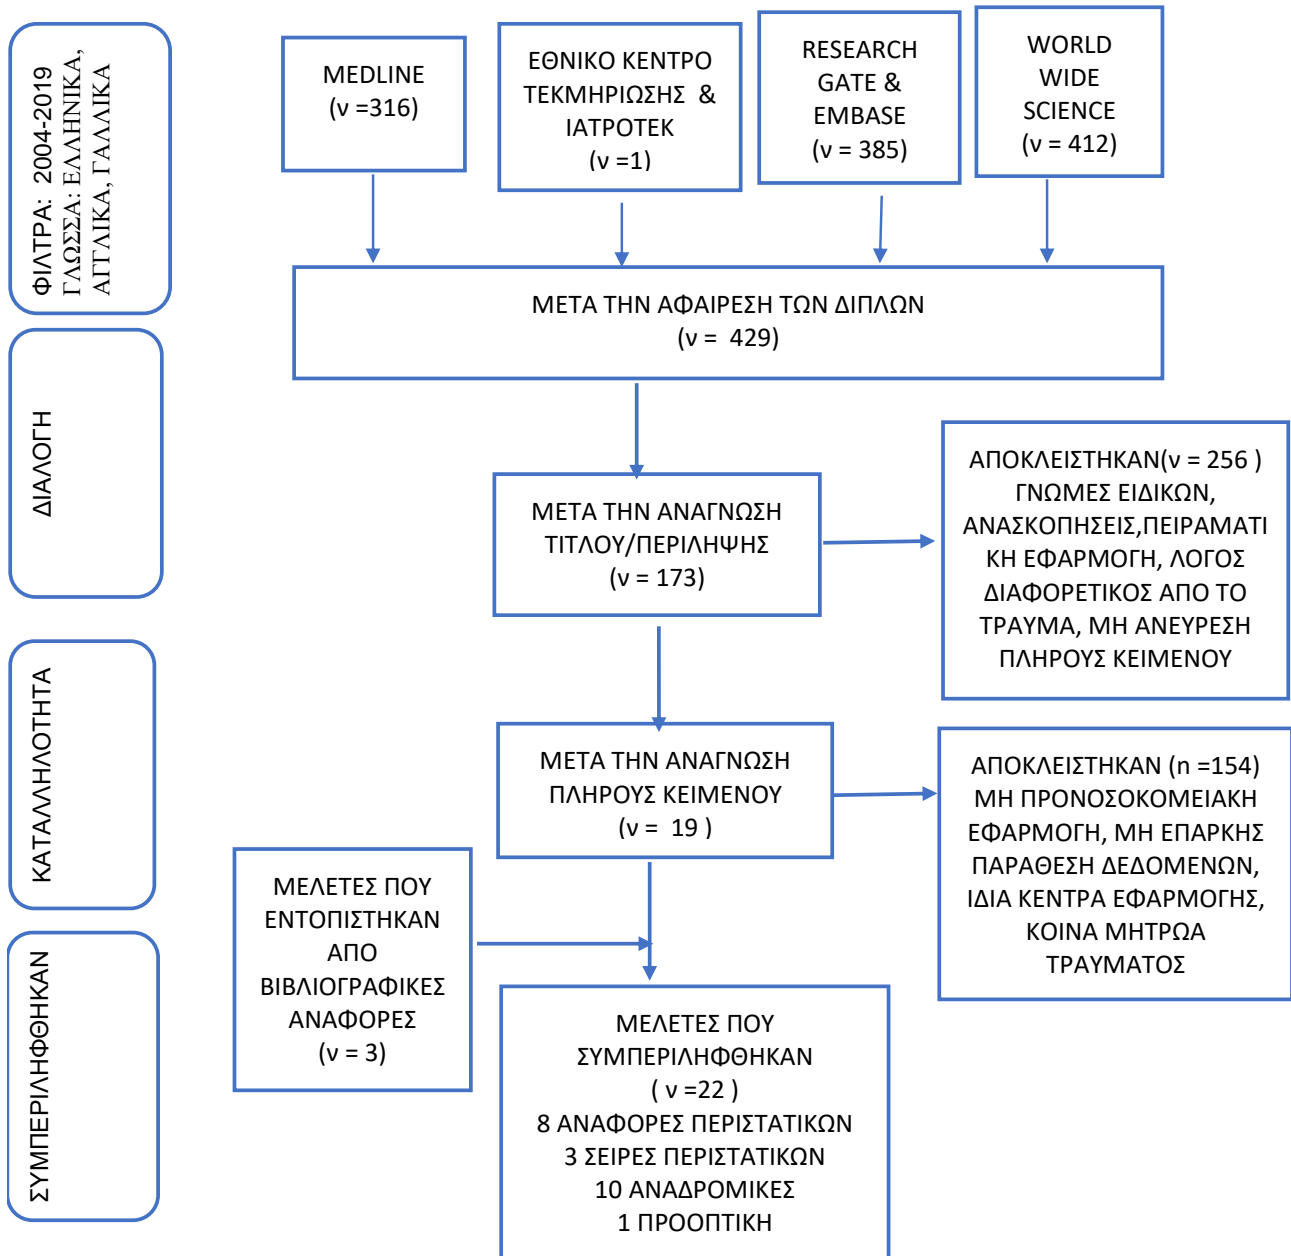 ΦΙΛΤΡΑ: 2004-2019
ΓΛΩΣΣΑ: ΕΛΛΗΝΙΚΑ,
ΑΓΓΛΙΚΑ, ΓΑΛΛΙΚΑ
MEDLINE
(ν =316)
ΕΘΝΙΚΟ ΚΕΝΤΡΟ
ΤΕΚΜΗΡΙΩΣΗΣ &
ΙΑΤΡΟΤΕΚ
(ν =1)
RESEARCH
GATE &
EMBASE
(ν = 385)
WORLD
WIDE
SCIENCE
(ν = 412)
ΜΕΤΑ ΤΗΝ ΑΦΑΙΡΕΣΗ ΤΩΝ ΔΙΠΛΩΝ
(ν = 429)
ΔΙΑΛΟΓΗ
ΜΕΤΑ ΤΗΝ ΑΝΑΓΝΩΣΗ
ΤΙΤΛΟΥ/ΠΕΡΙΛΗΨΗΣ
(ν = 173)
ΑΠΟΚΛΕΙΣΤΗΚΑΝ(ν = 256 )
ΓΝΩΜΕΣ ΕΙΔΙΚΩΝ,
ΑΝΑΣΚΟΠΗΣΕΙΣ,ΠΕΙΡΑΜΑΤΙ
ΚΗ ΕΦΑΡΜΟΓΗ, ΛΟΓΟΣ
ΔΙΑΦΟΡΕΤΙΚΟΣ ΑΠΟ ΤΟ
ΤΡΑΥΜΑ, ΜΗ ΑΝΕΥΡΕΣΗ
ΠΛΗΡΟΥΣ ΚΕΙΜΕΝΟΥ
ΚΑΤΑΛΛΗΛΟΤΗΤΑ
ΜΕΤΑ ΤΗΝ ΑΝΑΓΝΩΣΗ
ΠΛΗΡΟΥΣ ΚΕΙΜΕΝΟΥ
(ν = 19 )
ΑΠΟΚΛΕΙΣΤΗΚΑΝ (n =154)
ΜΗ ΠΡΟΝΟΣΟΚΟΜΕΙΑΚΗ
ΕΦΑΡΜΟΓΗ, ΜΗ ΕΠΑΡΚΗΣ
ΠΑΡΑΘΕΣΗ ΔΕΔΟΜΕΝΩΝ,
ΙΔΙΑ ΚΕΝΤΡΑ ΕΦΑΡΜΟΓΗΣ,
ΚΟΙΝΑ ΜΗΤΡΩΑ
ΤΡΑΥΜΑΤΟΣ
ΜΕΛΕΤΕΣ ΠΟΥ
ΕΝΤΟΠΙΣΤΗΚΑΝ
ΑΠΟ
ΒΙΒΛΙΟΓΡΑΦΙΚΕΣ
ΑΝΑΦΟΡΕΣ
(ν = 3)
ΣΥΜΠΕΡΙΛΗΦΘΗΚΑΝ
ΜΕΛΕΤΕΣ ΠΟΥ
ΣΥΜΠΕΡΙΛΗΦΘΗΚΑΝ
( ν =22 )
8 ΑΝΑΦΟΡΕΣ ΠΕΡΙΣΤΑΤΙΚΩΝ
3 ΣΕΙΡΕΣ ΠΕΡΙΣΤΑΤΙΚΩΝ
10 ΑΝΑΔΡΟΜΙΚΕΣ
1 ΠΡΟΟΠΤΙΚΗ